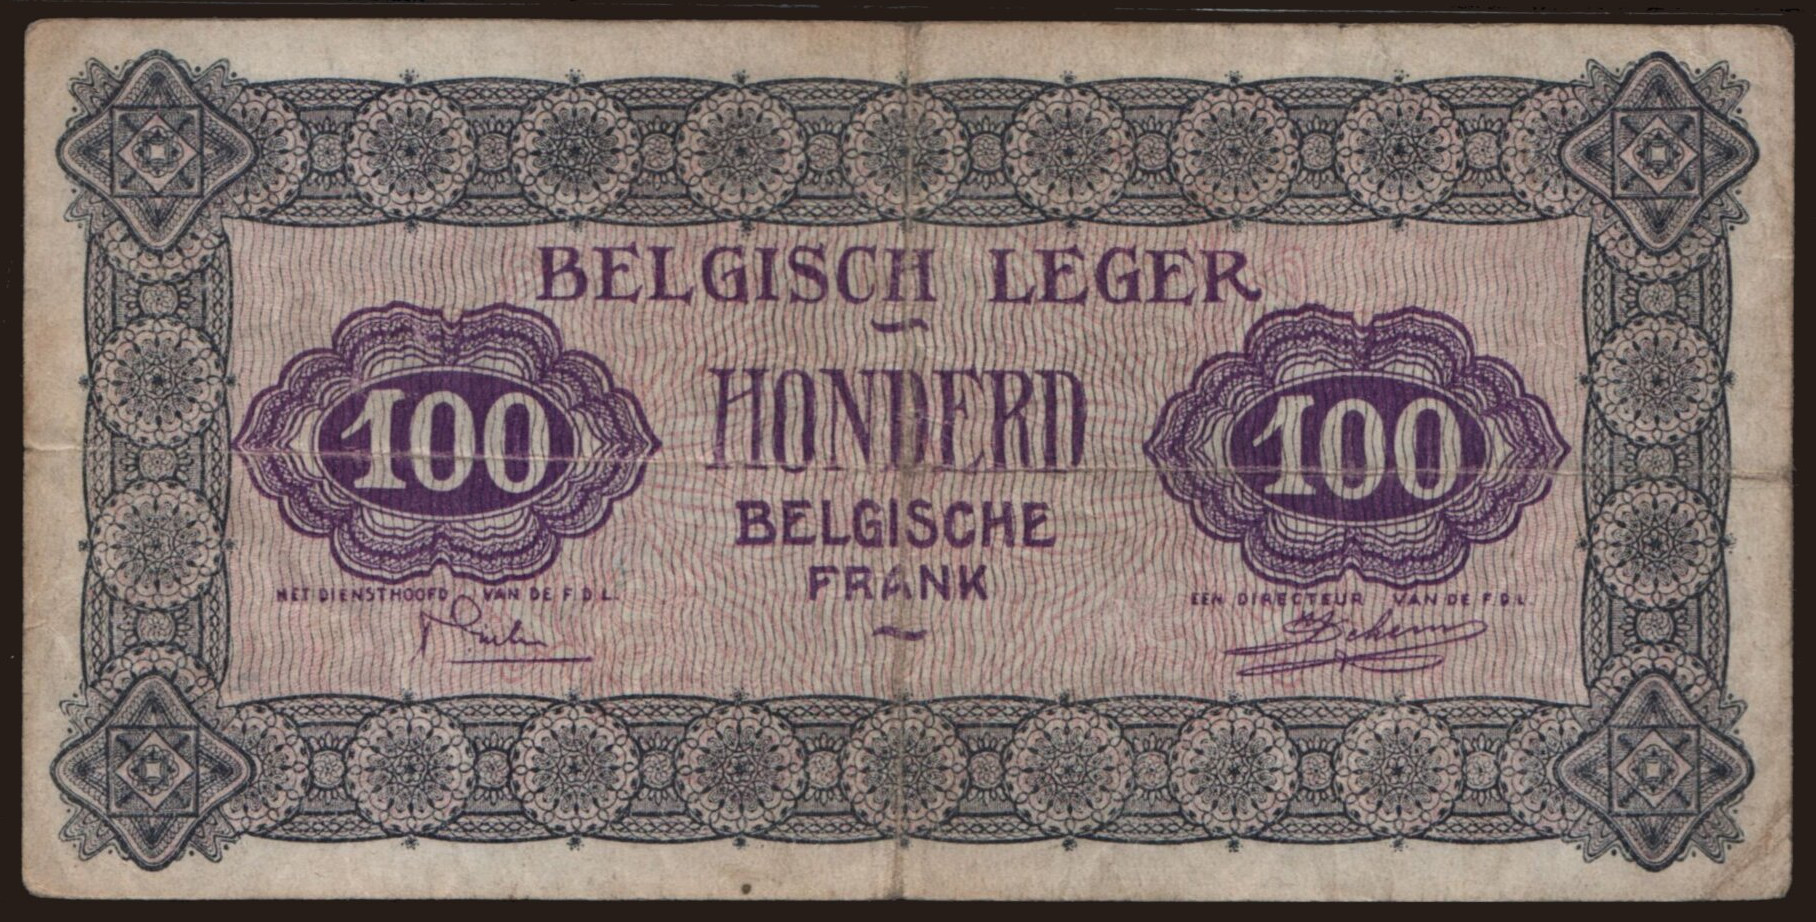 BELGISCH LEGER
100 HONDERD 100
BELGISCHE
FRANK
HET DIENSTHOOFD VAN DE F.D.L. EEN DIRECTEUR VAN DE F.D.L.